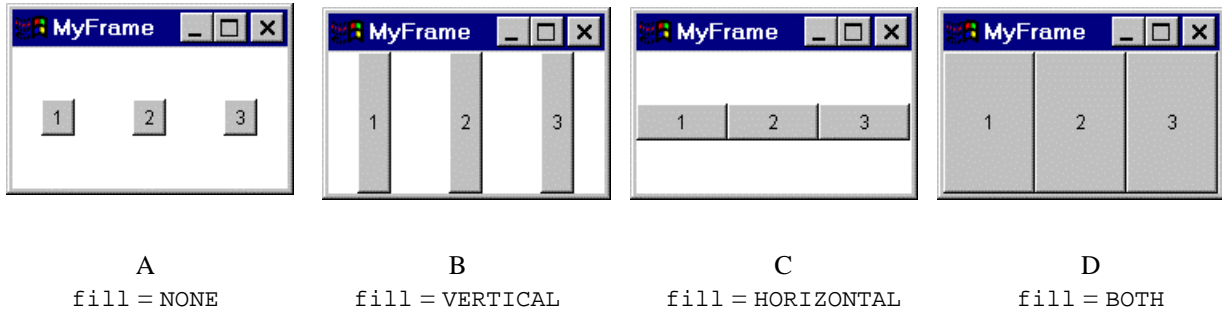 MyFrame
1 2 3
MyFrame
1 2 3
MyFrame
1 2 3
MyFrame
1 2 3
A
fill = NONE
B
fill = VERTICAL
C
fill = HORIZONTAL
D
fill = BOTH